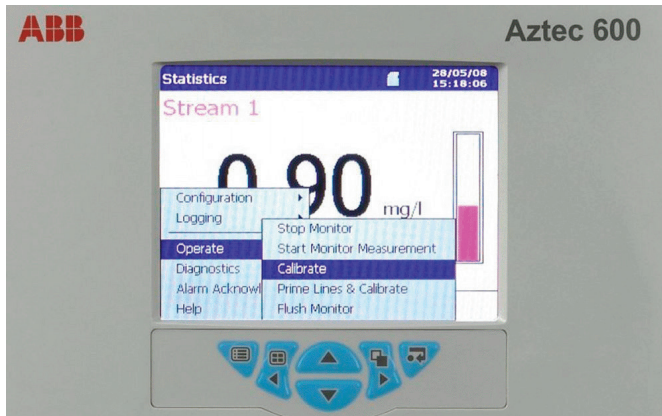 ABB
Aztec 600
Statistics
28/05/08
15:18:06
Stream 1
0.90
mg/l
Configuration
Logging
Operate
Diagnostics
Alarm Acknowl
Help
Stop Monitor
Start Monitor Measurement
Calibrate
Prime Lines & Calibrate
Flush Monitor